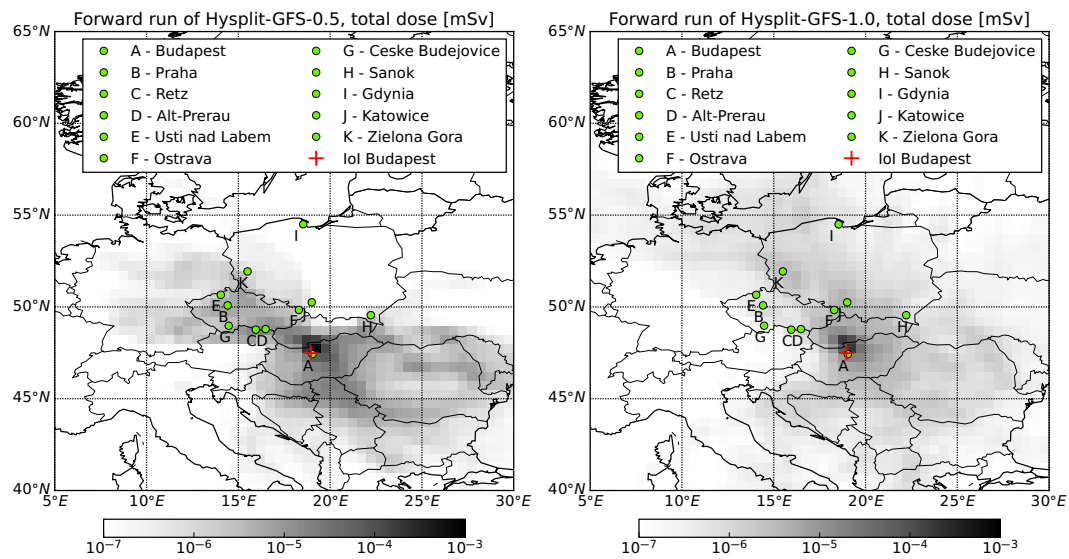 Forward run of Hysplit-GFS-0.5, total dose [mSv]
65°N
60°N
55°N
50°N
45°N
40°N
5°E
10°E
15°E
20°E
25°E
30°E
A - Budapest
B - Praha
C - Retz
D - Alt-Prerau
E - Usti nad Labem
F - Ostrava
G - Ceske Budejovice
H - Sanok
I - Gdynia
J - Katowice
K - Zielona Gora
IoI Budapest
I
K
E
B
G
C
D
F
J
H
A
10⁻⁷
10⁻⁶
10⁻⁵
10⁻⁴
10⁻³
Forward run of Hysplit-GFS-1.0, total dose [mSv]
65°N
60°N
55°N
50°N
45°N
40°N
5°E
10°E
15°E
20°E
25°E
30°E
A - Budapest
B - Praha
C - Retz
D - Alt-Prerau
E - Usti nad Labem
F - Ostrava
G - Ceske Budejovice
H - Sanok
I - Gdynia
J - Katowice
K - Zielona Gora
IoI Budapest
I
K
E
B
G
C
D
F
J
H
A
10⁻⁷
10⁻⁶
10⁻⁵
10⁻⁴
10⁻³